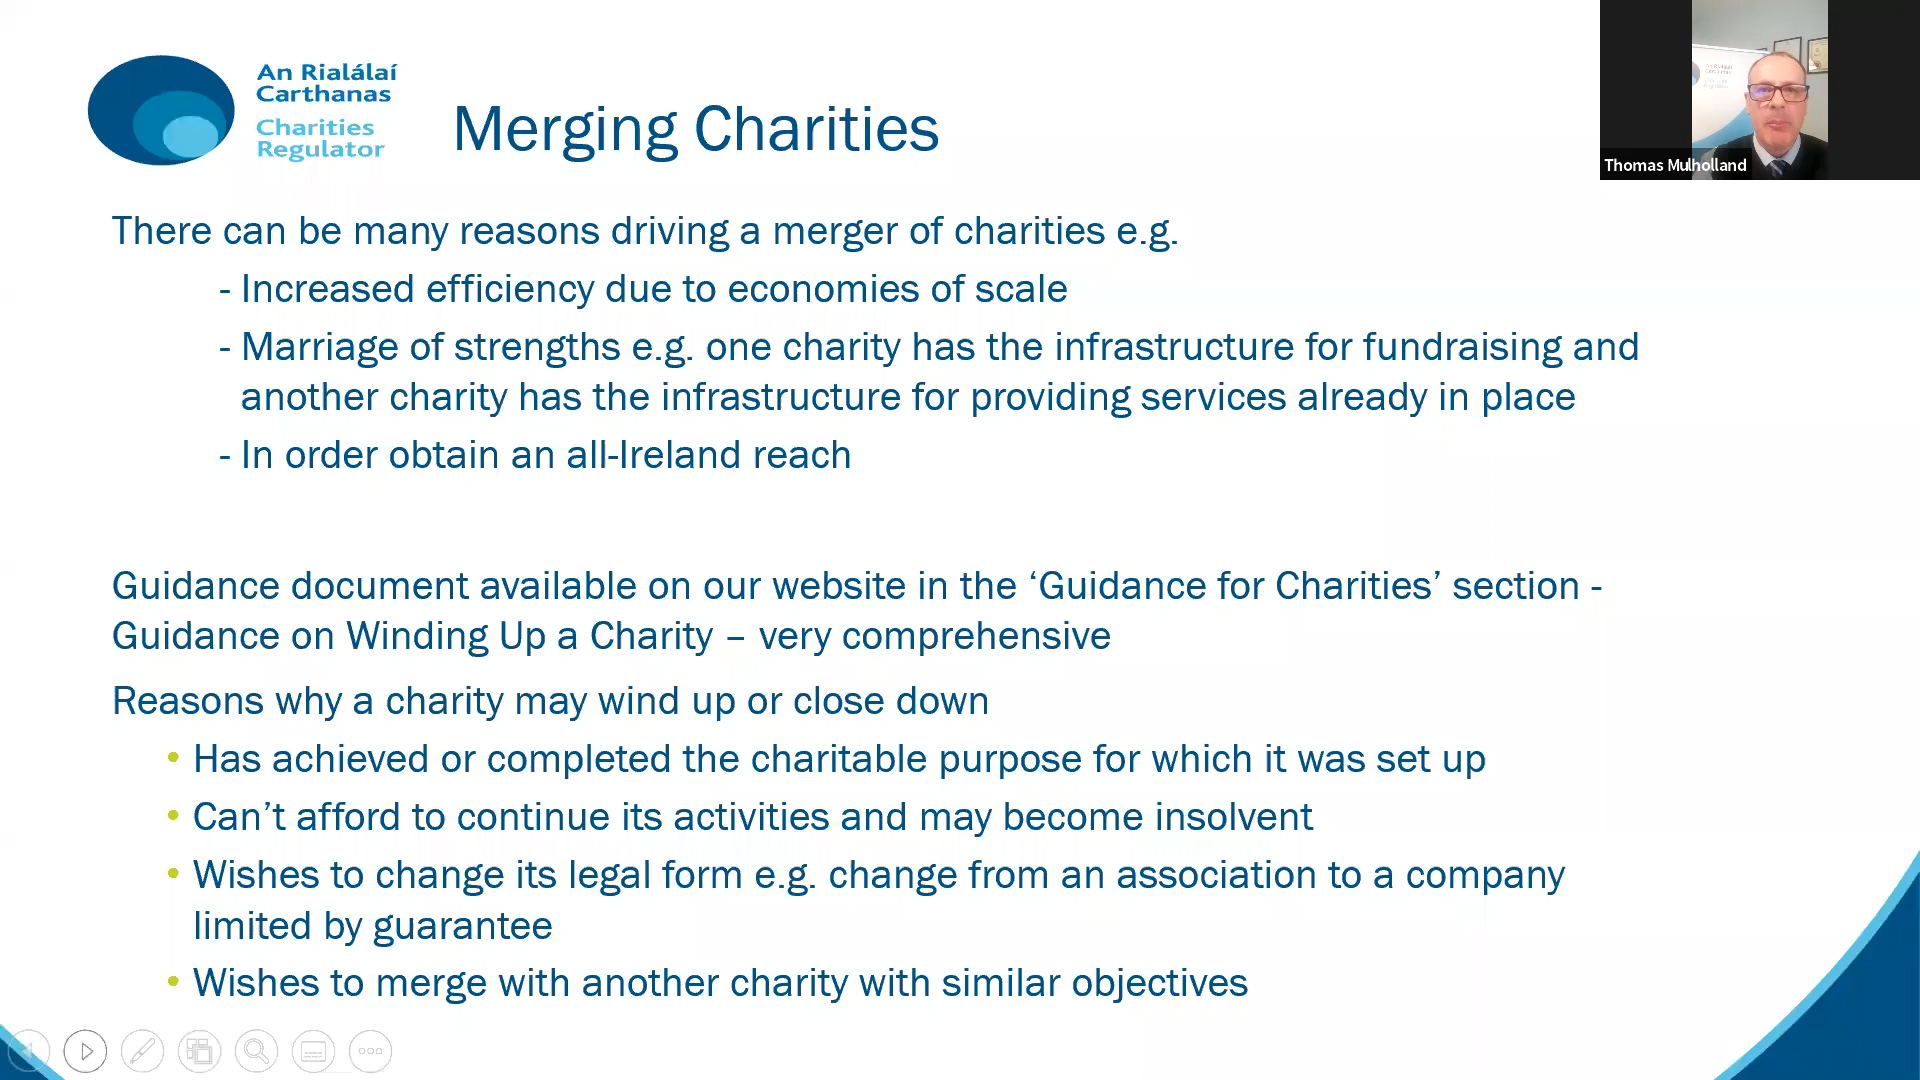 An Rialálaí
Carthanas
Charities
Regulator
Merging Charities
Thomas Mulholland
There can be many reasons driving a merger of charities e.g.
- Increased efficiency due to economies of scale
- Marriage of strengths e.g. one charity has the infrastructure for fundraising and
another charity has the infrastructure for providing services already in place
- In order obtain an all-Ireland reach
Guidance document available on our website in the ‘Guidance for Charities’ section -
Guidance on Winding Up a Charity – very comprehensive
Reasons why a charity may wind up or close down
• Has achieved or completed the charitable purpose for which it was set up
• Can’t afford to continue its activities and may become insolvent
• Wishes to change its legal form e.g. change from an association to a company
limited by guarantee
• Wishes to merge with another charity with similar objectives